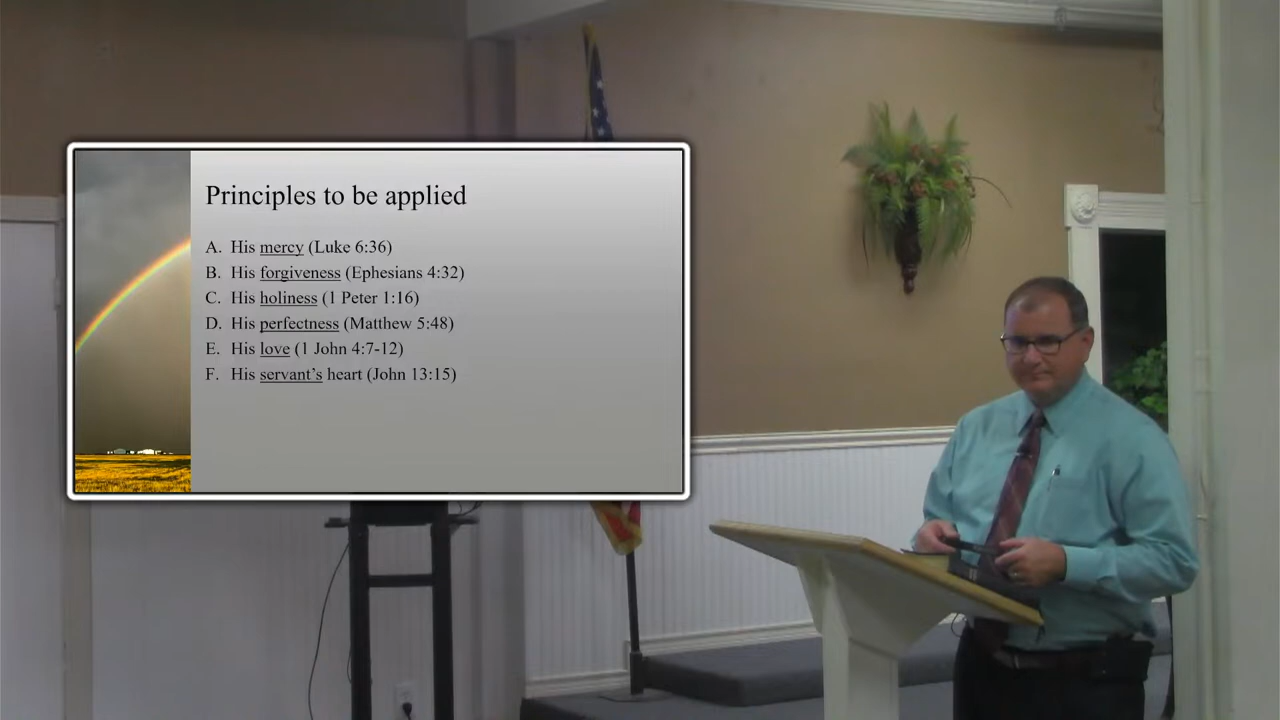 Principles to be applied
A. His mercy (Luke 6:36)
B. His forgiveness (Ephesians 4:32)
C. His holiness (1 Peter 1:16)
D. His perfectness (Matthew 5:48)
E. His love (1 John 4:7-12)
F. His servant's heart (John 13:15)